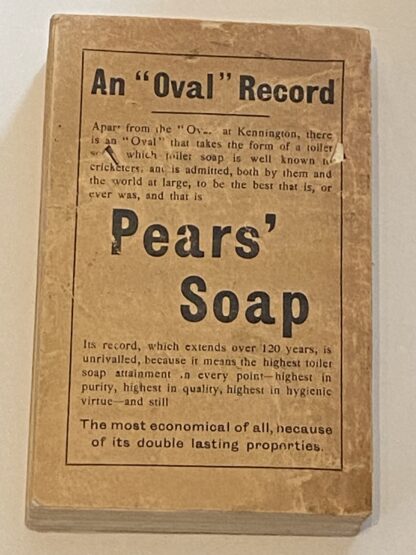 An "Oval" Record
Apart from the "Oval" at Kennington, there
is an "Oval" that takes the form of a toilet
which toilet soap is well known to
cricketers, and is admitted, both by them and
the world at large, to be the best that is, or
ever was, and that is
Pears'
Soap
Its record, which extends over 120 years, is
unrivalled, because it means the highest toilet
soap attainment in every point—highest in
purity, highest in quality, highest in hygienic
virtue—and still
The most economical of all, because
of its double lasting properties.